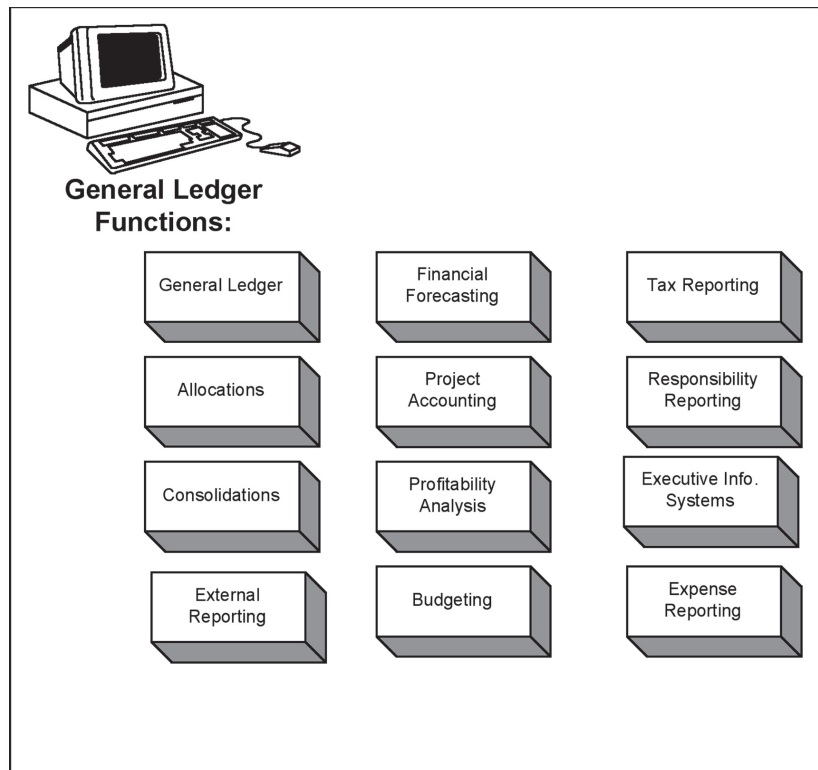 General Ledger
Functions:
General Ledger
Financial
Forecasting
Tax Reporting
Allocations
Project
Accounting
Responsibility
Reporting
Consolidations
Profitability
Analysis
Executive Info.
Systems
External
Reporting
Budgeting
Expense
Reporting